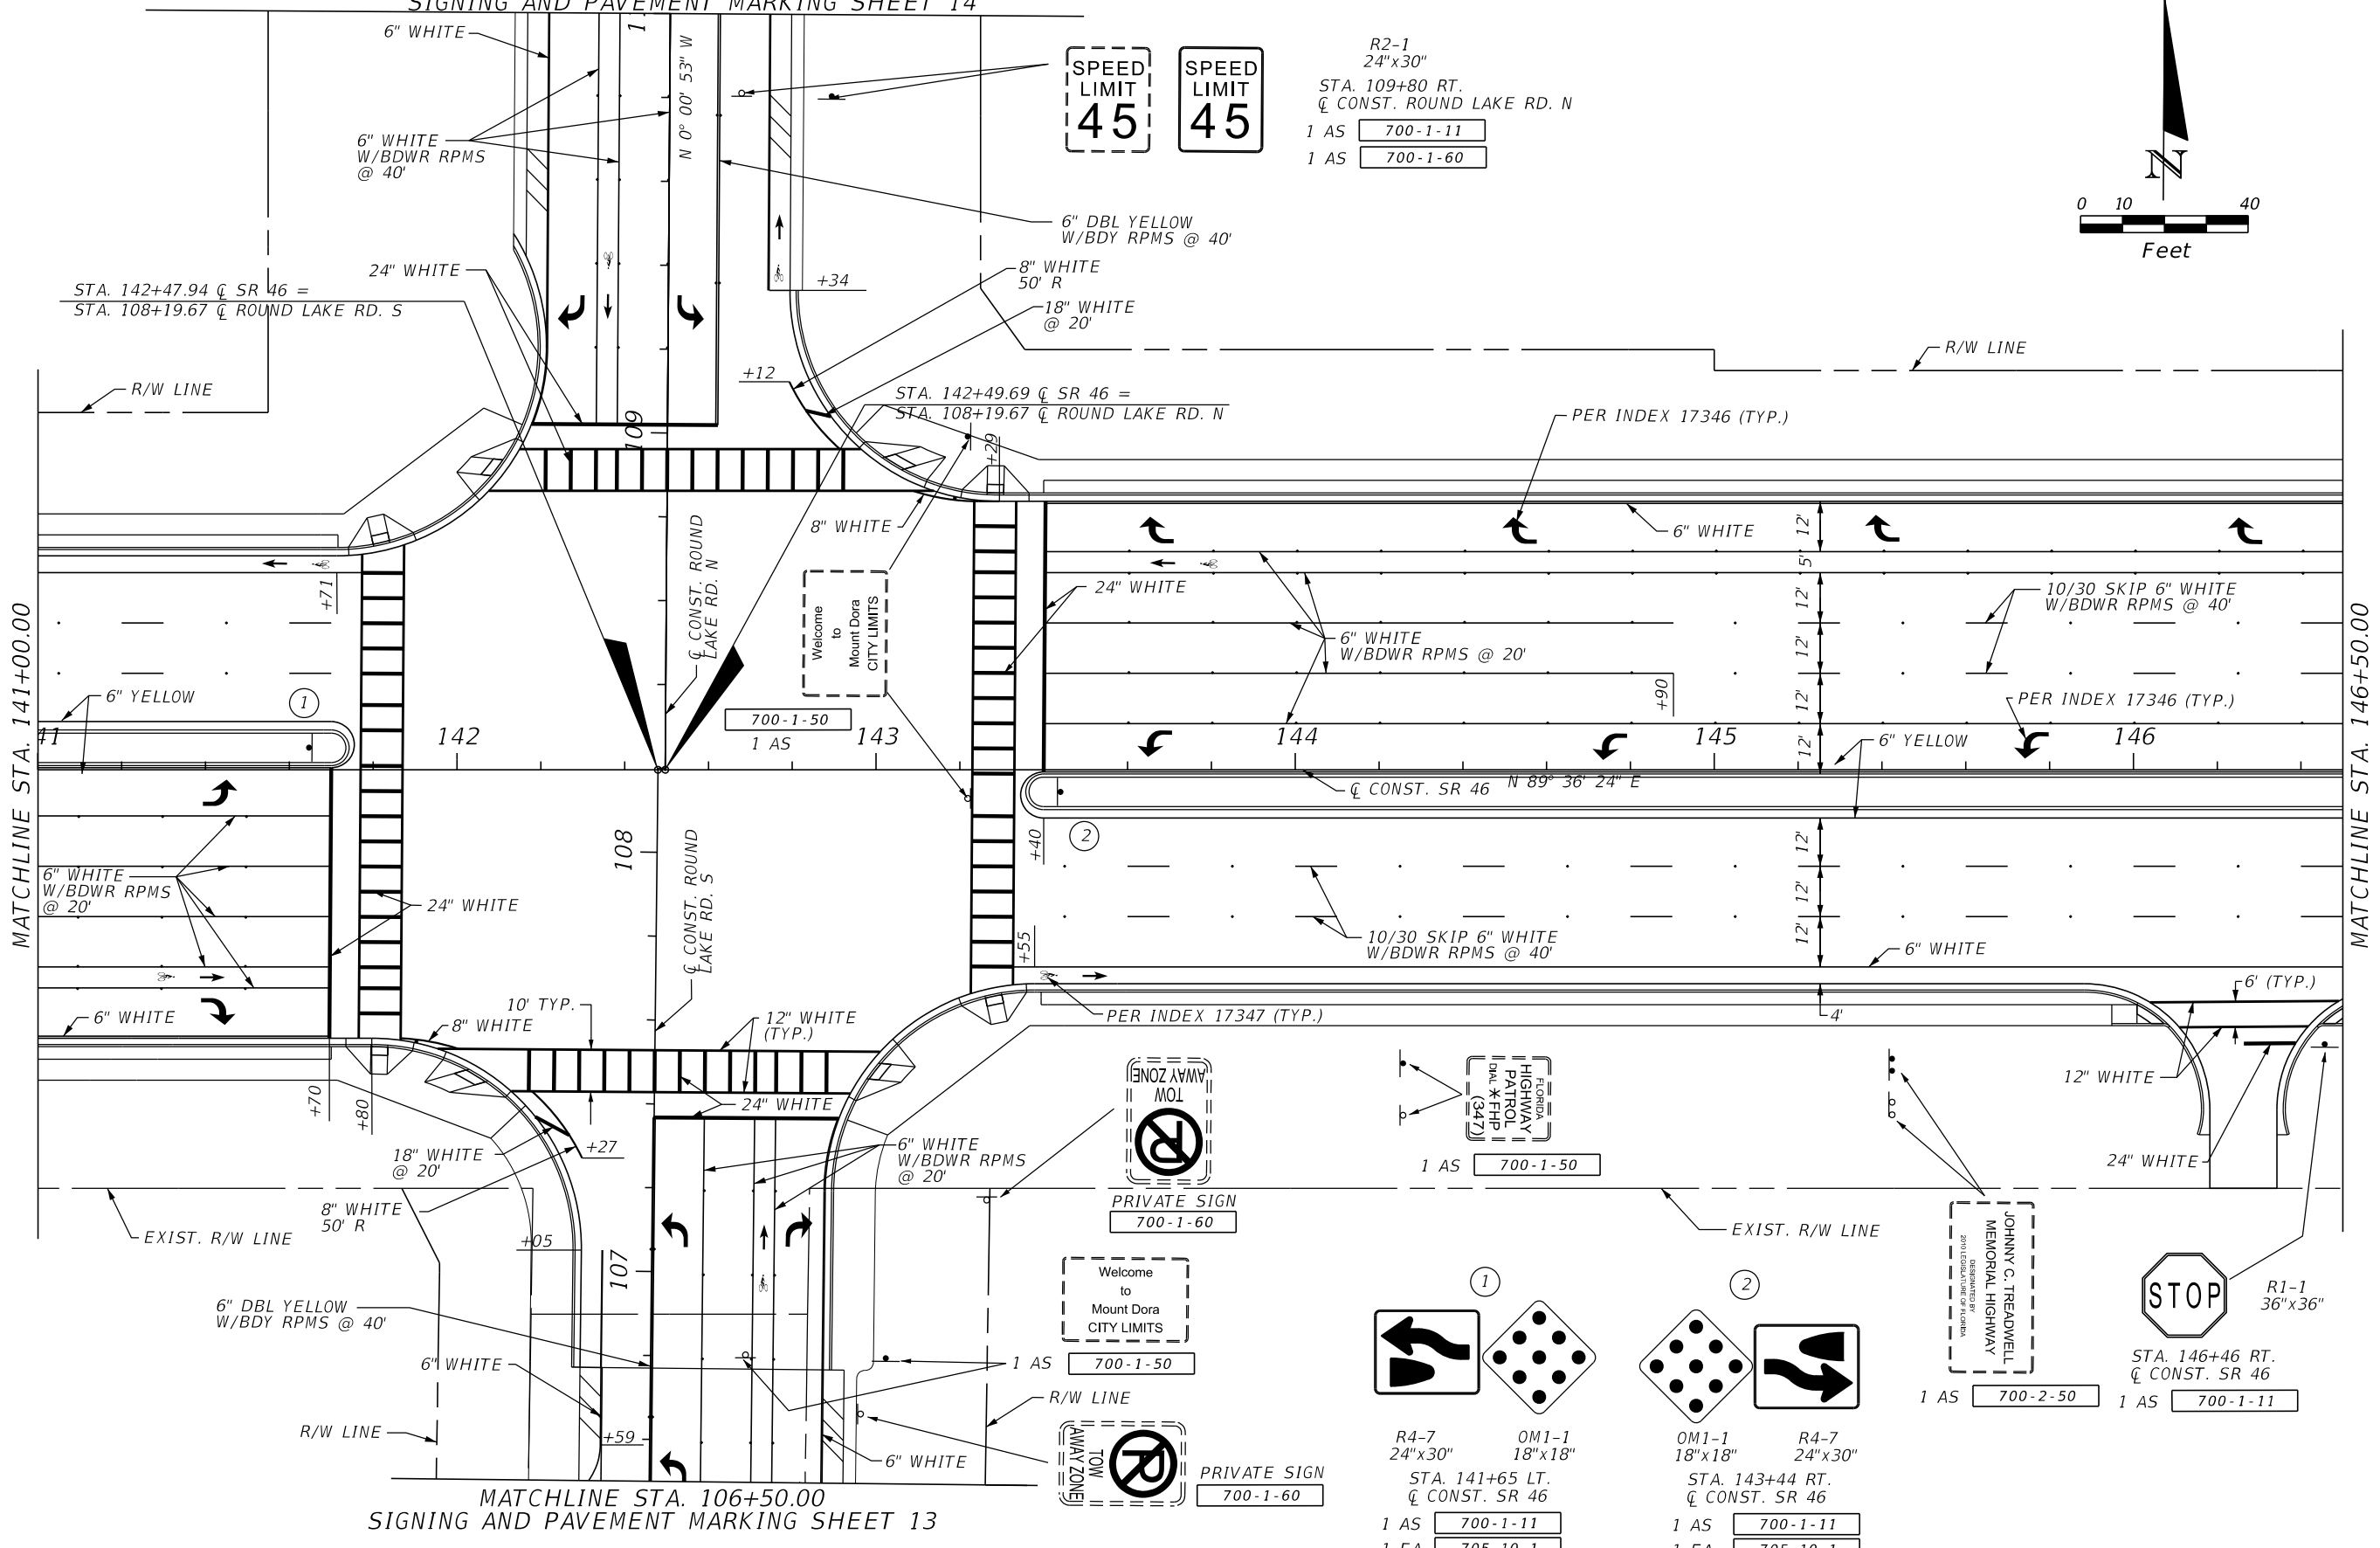 SIGNING AND PAVEMENT MARKING SHEET 14
6" WHITE
6" WHITE
W/BDWR RPMS
@ 40'
N 0° 00' 53" W
SPEED
LIMIT
45
SPEED
LIMIT
45
R2-1
24"x30"
STA. 109+80 RT.
℄ CONST. ROUND LAKE RD. N
1 AS 700-1-11
1 AS 700-1-60
N
0 10 40
Feet
6" DBL YELLOW
W/BDY RPMS @ 40'
24" WHITE
8" WHITE
50' R
18" WHITE
@ 20'
+34
STA. 142+47.94 ℄ SR 46 =
STA. 108+19.67 ℄ ROUND LAKE RD. S
R/W LINE
+12
STA. 142+49.69 ℄ SR 46 =
STA. 108+19.67 ℄ ROUND LAKE RD. N
R/W LINE
PER INDEX 17346 (TYP.)
109
+29
8" WHITE
6" WHITE
12'
5'
12'
12'
12'
12'
℄ CONST. ROUND
LAKE RD. N
Welcome
to
Mount Dora
CITY LIMITS
700-1-50
1 AS
24" WHITE
6" WHITE
W/BDWR RPMS @ 20'
10/30 SKIP 6" WHITE
W/BDWR RPMS @ 40'
+71
+90
PER INDEX 17346 (TYP.)
MATCHLINE STA. 141+00.00
MATCHLINE STA. 146+50.00
6" YELLOW
1
41
142
143
144
145
146
6" YELLOW
℄ CONST. SR 46
N 89° 36' 24" E
108
℄ CONST. ROUND
LAKE RD. S
+40
2
12'
12'
12'
6" WHITE
W/BDWR RPMS
@ 20'
24" WHITE
+55
10/30 SKIP 6" WHITE
W/BDWR RPMS @ 40'
6" WHITE
6' (TYP.)
6" WHITE
10' TYP.
8" WHITE
12" WHITE
(TYP.)
PER INDEX 17347 (TYP.)
4'
+70
+80
24" WHITE
18" WHITE
@ 20'
+27
6" WHITE
W/BDWR RPMS
@ 20'
TOW
AWAY ZONE
P
PRIVATE SIGN
700-1-60
FLORIDA
HIGHWAY
PATROL
DIAL *FHP
(347)
1 AS 700-1-50
12" WHITE
24" WHITE
EXIST. R/W LINE
8" WHITE
50' R
+05
107
EXIST. R/W LINE
JOHNNY C. TREADWELL
MEMORIAL HIGHWAY
DESIGNATED BY
2010 LEGISLATURE OF FLORIDA
1 AS 700-2-50
STOP
R1-1
36"x36"
STA. 146+46 RT.
℄ CONST. SR 46
1 AS 700-1-11
6" DBL YELLOW
W/BDY RPMS @ 40'
6" WHITE
Welcome
to
Mount Dora
CITY LIMITS
1 AS 700-1-50
R/W LINE
R/W LINE
+59
6" WHITE
TOW
AWAY ZONE
P
PRIVATE SIGN
700-1-60
1
R4-7
24"x30"
OM1-1
18"x18"
STA. 141+65 LT.
℄ CONST. SR 46
1 AS 700-1-11
1 EA 705-10-1
2
OM1-1
18"x18"
R4-7
24"x30"
STA. 143+44 RT.
℄ CONST. SR 46
1 AS 700-1-11
1 EA 705-10-1
MATCHLINE STA. 106+50.00
SIGNING AND PAVEMENT MARKING SHEET 13